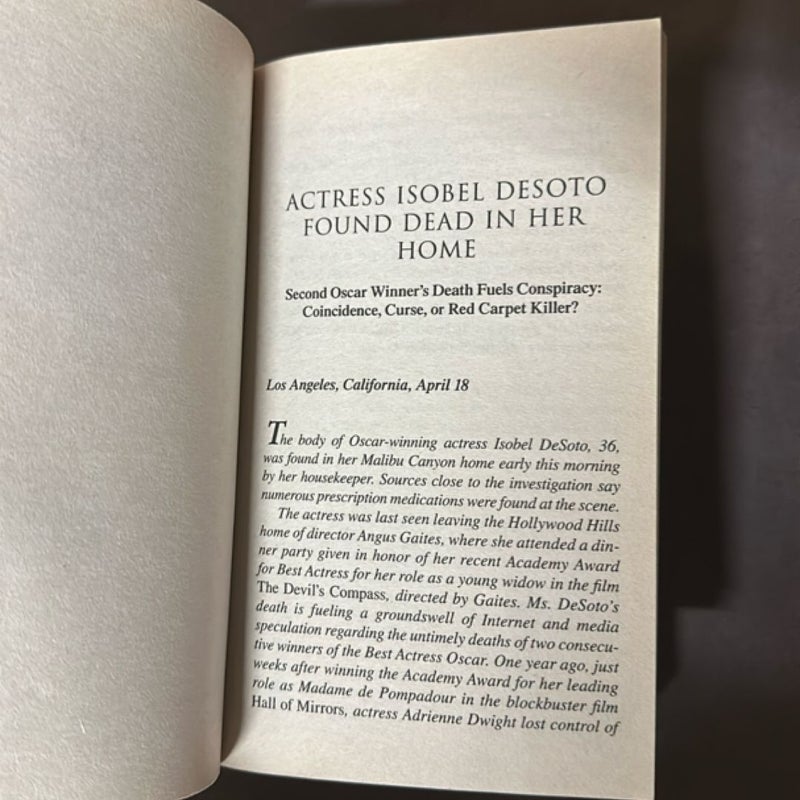 ACTRESS ISOBEL DESOTO
FOUND DEAD IN HER
HOME
Second Oscar Winner's Death Fuels Conspiracy:
Coincidence, Curse, or Red Carpet Killer?
Los Angeles, California, April 18
The body of Oscar-winning actress Isobel DeSoto, 36,
was found in her Malibu Canyon home early this morning
by her housekeeper. Sources close to the investigation say
numerous prescription medications were found at the scene.
The actress was last seen leaving the Hollywood Hills
home of director Angus Gaites, where she attended a din-
ner party given in honor of her recent Academy Award
for Best Actress for her role as a young widow in the film
The Devil's Compass, directed by Gaites. Ms. DeSoto's
death is fueling a groundswell of Internet and media
speculation regarding the untimely deaths of two consecu-
tive winners of the Best Actress Oscar. One year ago, just
weeks after winning the Academy Award for her leading
role as Madame de Pompadour in the blockbuster film
Hall of Mirrors, actress Adrienne Dwight lost control of